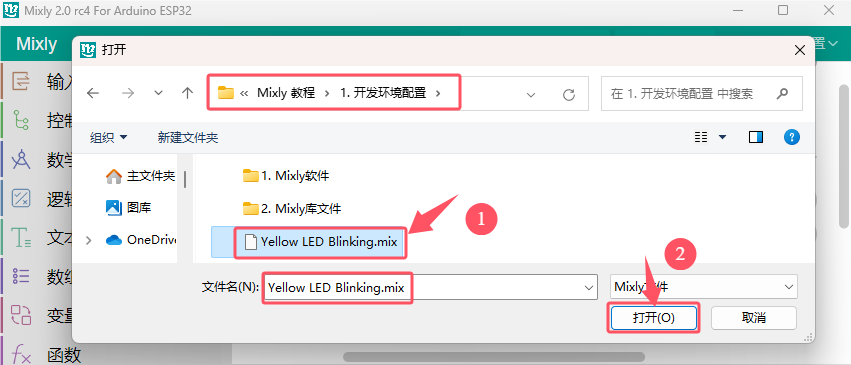 Mixly 2.0 rc4 For Arduino ESP32
Mixly
置
打开
« Mixly 教程 › 1. 开发环境配置 ›
在 1. 开发环境配置 中搜索
组织
新建文件夹
输
控制
数学
逻辑
文本
数组
变量
函数
主文件夹
图库
OneDrive
1. Mixly软件
2. Mixly库文件
Yellow LED Blinking.mix
1
2
文件名(N):
Yellow LED Blinking.mix
Mixly文件
打开(O)
取消